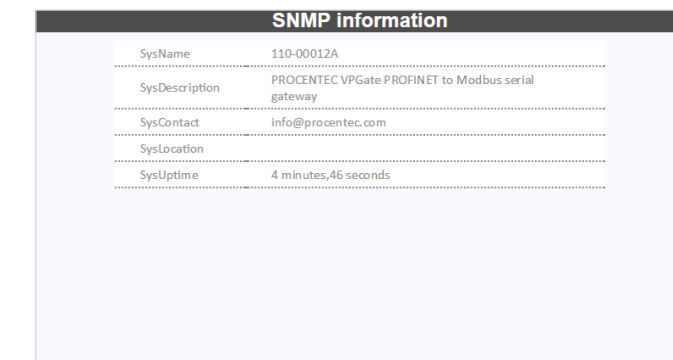 SNMP information
SysName 110-00012A
SysDescription PROCENTEC VPGate PROFINET to Modbus serial
gateway
SysContact info@procentec.com
SysLocation
SysUptime 4 minutes,46 seconds